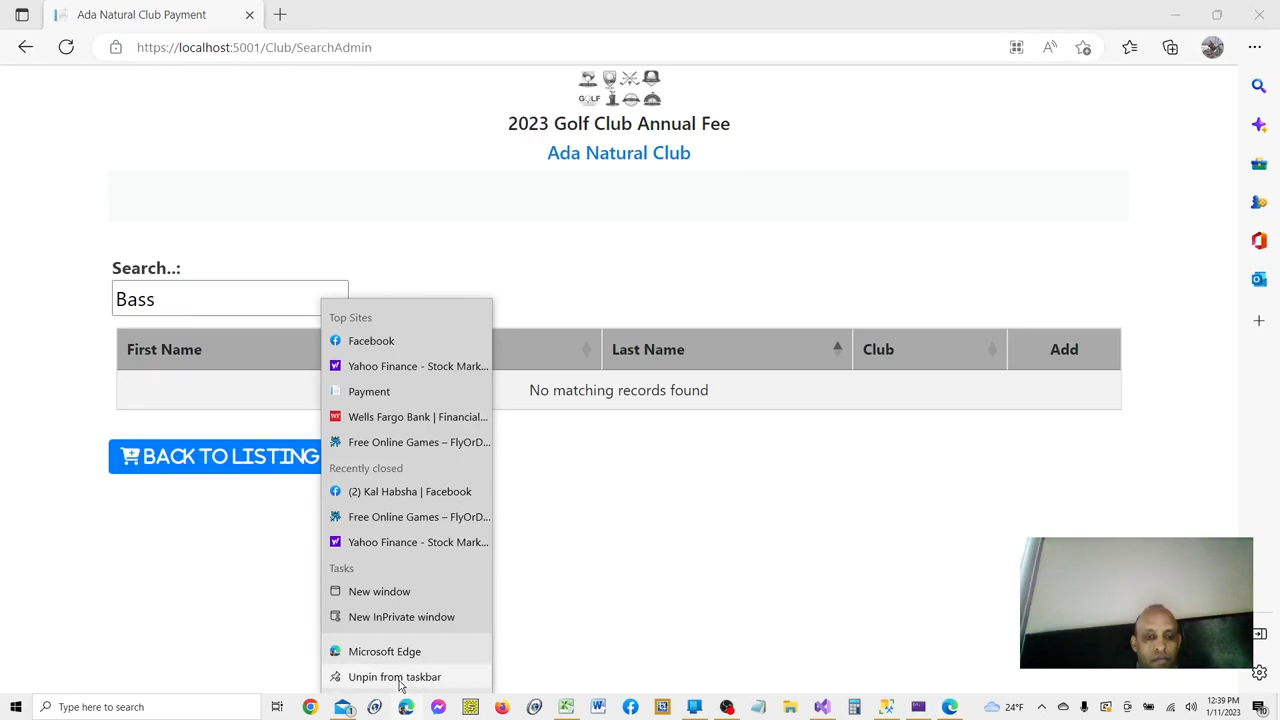 Ada Natural Club Payment
https://localhost:5001/Club/SearchAdmin
GOLF
2023 Golf Club Annual Fee
Ada Natural Club
Search..:
Bass
First Name
Last Name
Club
Add
No matching records found
BACK TO LISTING
Top Sites
Facebook
Yahoo Finance - Stock Mark...
Payment
Wells Fargo Bank | Financial...
Free Online Games – FlyOrD...
Recently closed
(2) Kal Habsha | Facebook
Free Online Games – FlyOrD...
Yahoo Finance - Stock Mark...
Tasks
New window
New InPrivate window
Microsoft Edge
Unpin from taskbar
Type here to search
24°F
12:39 PM
1/11/2023